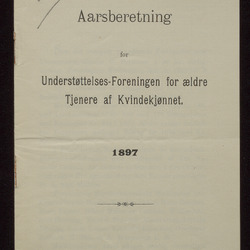 Aarsberetning
for
Understøttelses-Foreningen for ældre
Tjenere af Kvindekjønnet.
1897